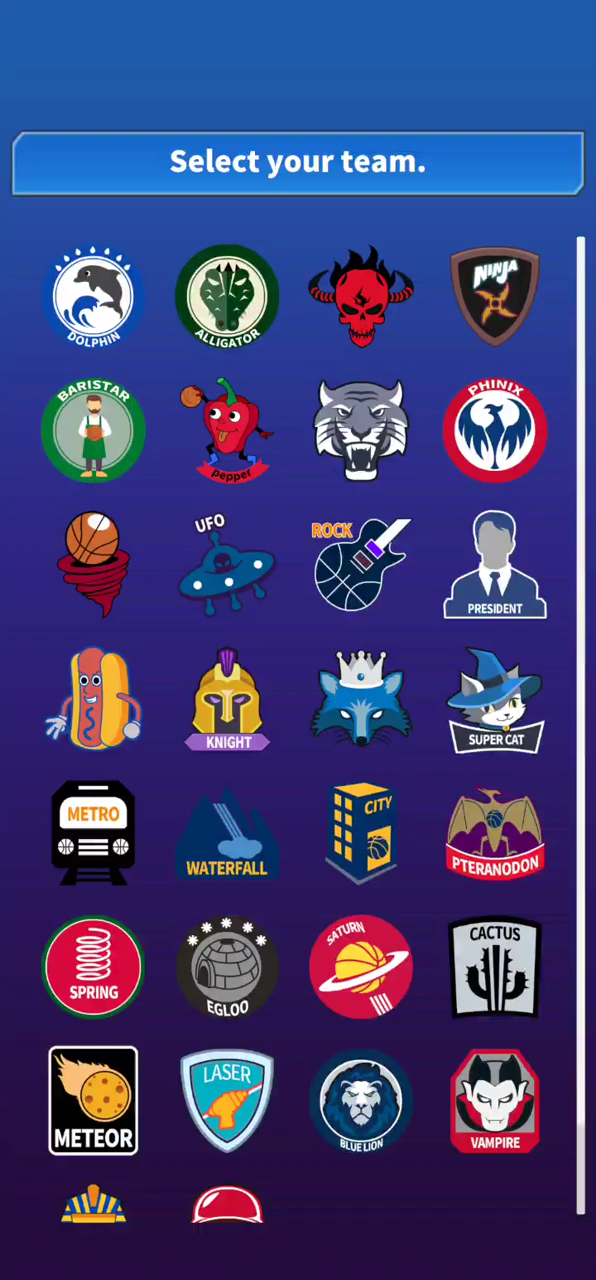 Select your team.
DOLPHIN
ALLIGATOR
NINJA
BARISTAR
pepper
PHINIX
UFO
ROCK
PRESIDENT
KNIGHT
SUPER CAT
METRO
WATERFALL
CITY
PTERANODON
SPRING
EGLOO
SATURN
CACTUS
METEOR
LASER
BLUE LION
VAMPIRE